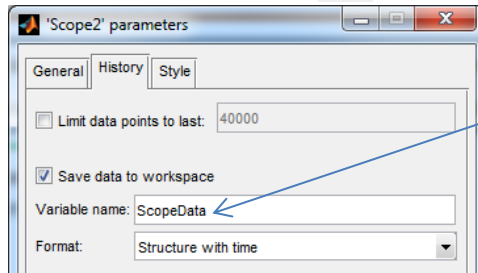 'Scope2' parameters
General History Style
Limit data points to last: 40000
Save data to workspace
Variable name: ScopeData
Format: Structure with time